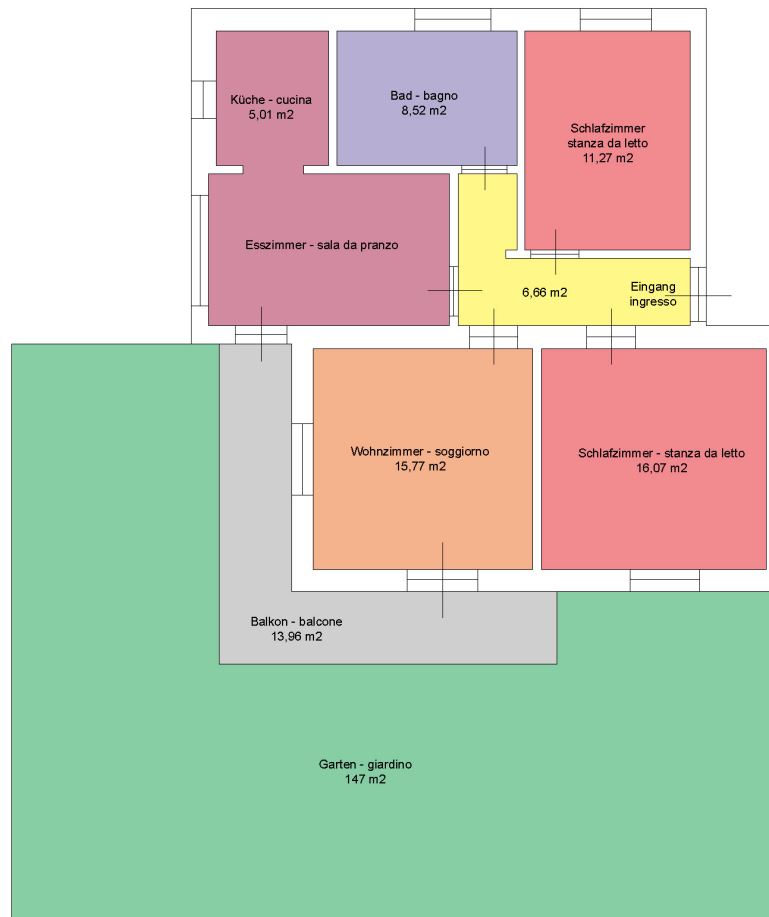 Küche - cucina
5,01 m2
Bad - bagno
8,52 m2
Schlafzimmer
stanza da letto
11,27 m2
Esszimmer - sala da pranzo
6,66 m2
Eingang
ingresso
Wohnzimmer - soggiorno
15,77 m2
Schlafzimmer - stanza da letto
16,07 m2
Balkon - balcone
13,96 m2
Garten - giardino
147 m2